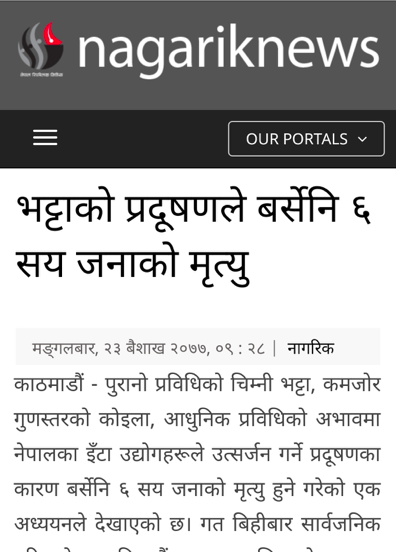 nagariknews
OUR PORTALS
भट्टाको प्रदूषणले बर्सेनि ६
सय जनाको मृत्यु
मङ्गलबार, २३ बैशाख २०७७, ०९ : २८ | नागरिक
काठमाडौं - पुरानो प्रविधिको चिम्नी भट्टा, कमजोर
गुणस्तरको कोइला, आधुनिक प्रविधिको अभावमा
नेपालका इँटा उद्योगहरूले उत्सर्जन गर्ने प्रदूषणका
कारण बर्सेनि ६ सय जनाको मृत्यु हुने गरेको एक
अध्ययनले देखाएको छ। गत बिहीबार सार्वजनिक